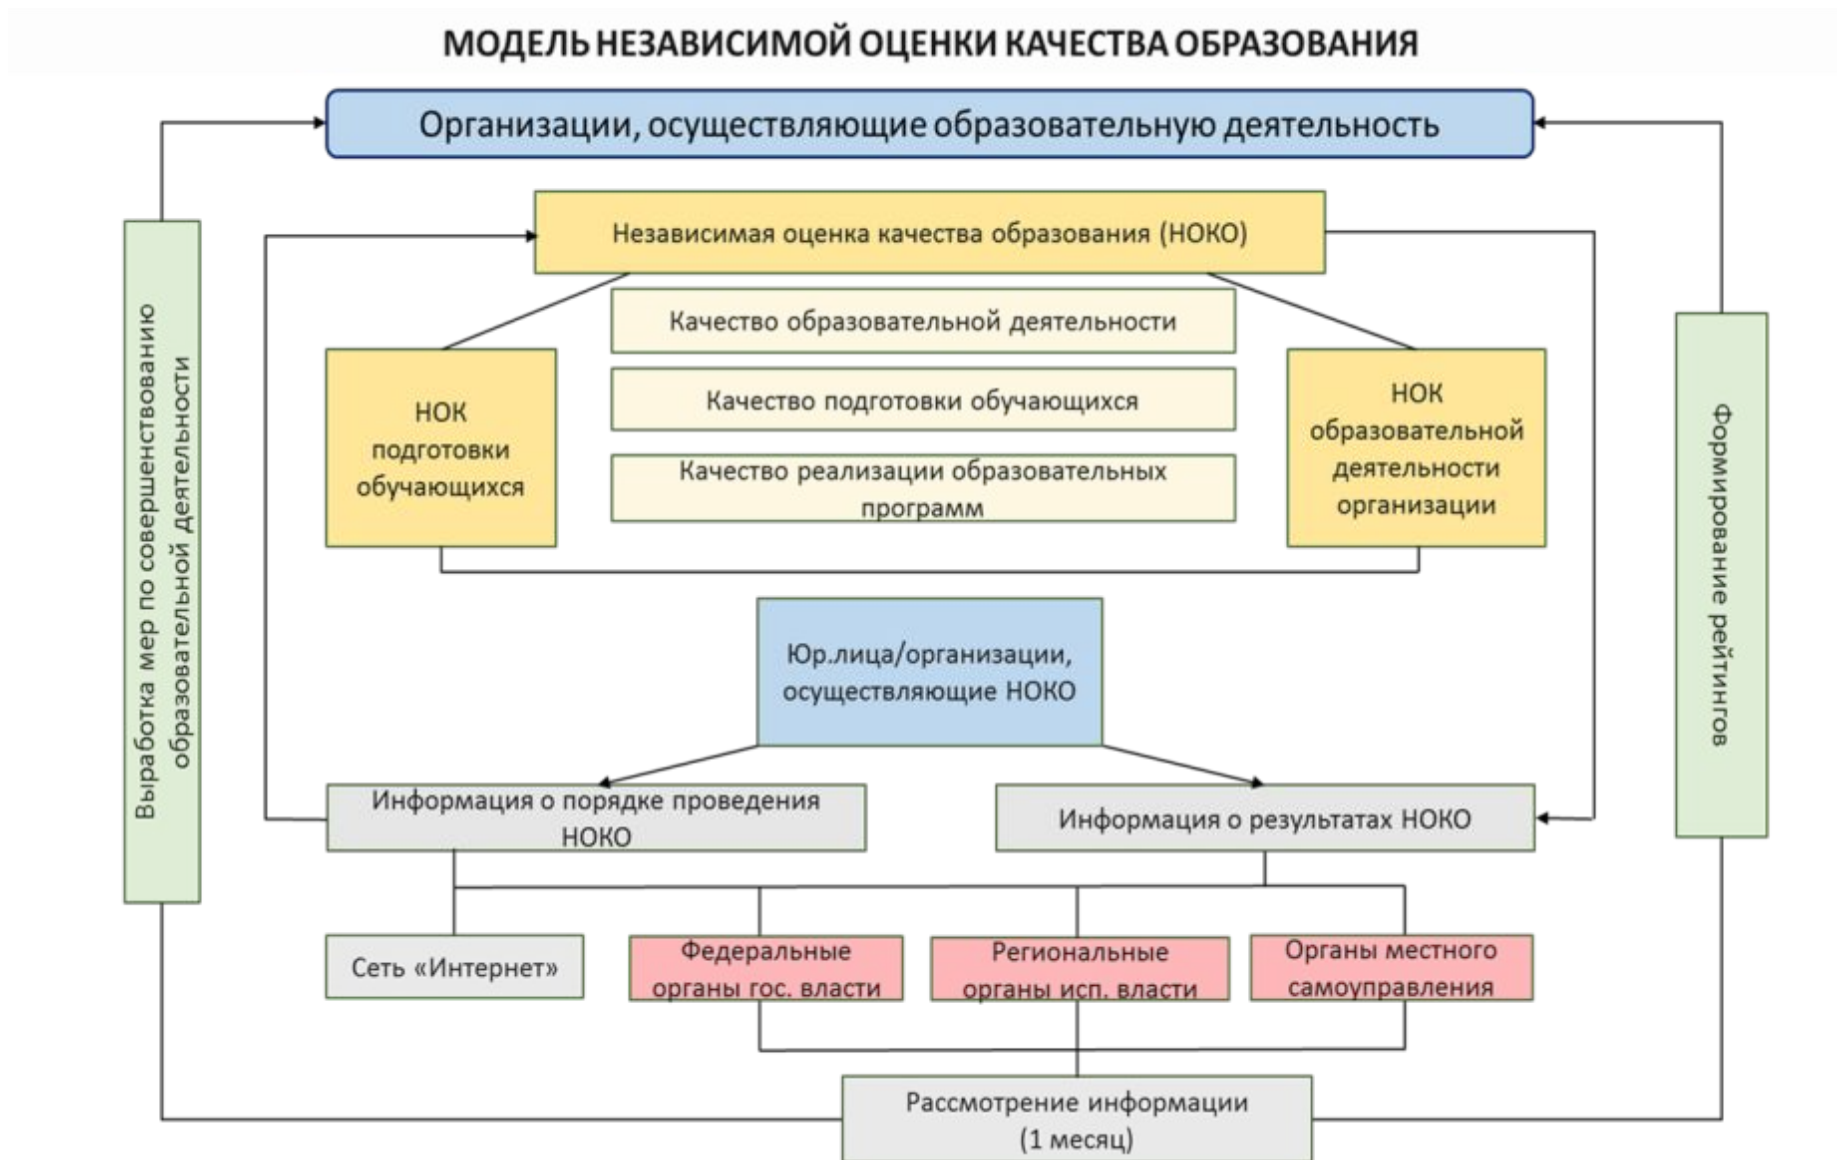 МОДЕЛЬ НЕЗАВИСИМОЙ ОЦЕНКИ КАЧЕСТВА ОБРАЗОВАНИЯ
Организации, осуществляющие образовательную деятельность
Независимая оценка качества образования (НОКО)
Качество образовательной деятельности
Качество подготовки обучающихся
Качество реализации образовательных
программ
НОК
подготовки
обучающихся
НОК
образовательной
деятельности
организации
Выработка мер по совершенствованию
образовательной деятельности
Формирование рейтингов
Юр.лица/организации,
осуществляющие НОКО
Информация о порядке проведения
НОКО
Информация о результатах НОКО
Сеть «Интернет»
Федеральные
органы гос. власти
Региональные
органы исп. власти
Органы местного
самоуправления
Рассмотрение информации
(1 месяц)